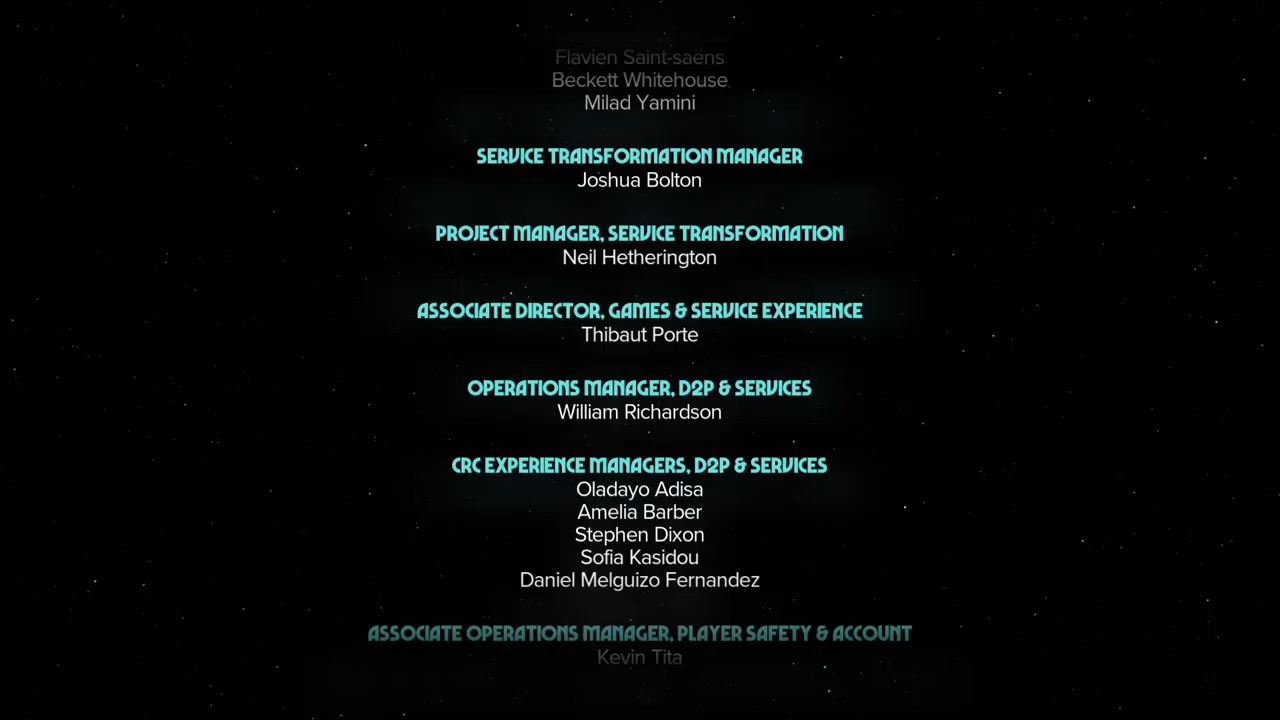 Flavien Saint-saëns
Beckett Whitehouse
Milad Yamini
SERVICE TRANSFORMATION MANAGER
Joshua Bolton
PROJECT MANAGER, SERVICE TRANSFORMATION
Neil Hetherington
ASSOCIATE DIRECTOR, GAMES & SERVICE EXPERIENCE
Thibaut Porte
OPERATIONS MANAGER, D2P & SERVICES
William Richardson
CRC EXPERIENCE MANAGERS, D2P & SERVICES
Oladayo Adisa
Amelia Barber
Stephen Dixon
Sofia Kasidou
Daniel Melguizo Fernandez
ASSOCIATE OPERATIONS MANAGER, PLAYER SAFETY & ACCOUNT
Kevin Tita